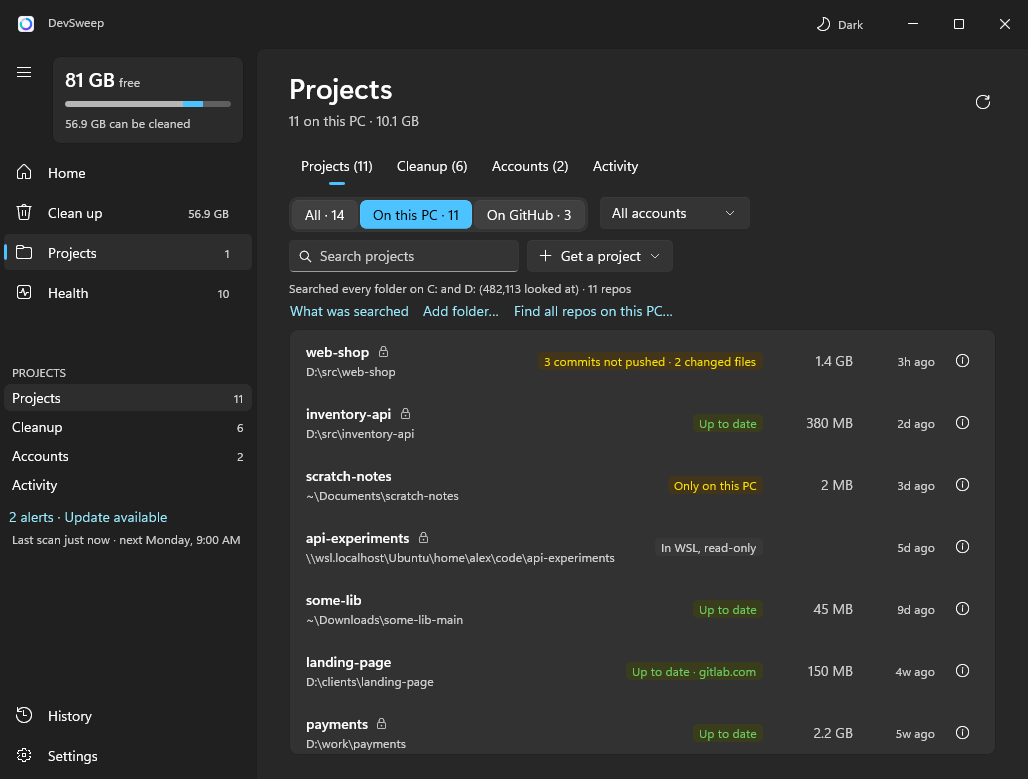 DevSweep
Dark
81 GB free
56.9 GB can be cleaned
Home
Clean up 56.9 GB
Projects 1
Health 10
PROJECTS
Projects 11
Cleanup 6
Accounts 2
Activity
2 alerts · Update available
Last scan just now · next Monday, 9:00 AM
History
Settings
Projects
11 on this PC · 10.1 GB
Projects (11) Cleanup (6) Accounts (2) Activity
All · 14 On this PC · 11 On GitHub · 3 All accounts
Search projects Get a project
Searched every folder on C: and D: (482,113 looked at) · 11 repos
What was searched Add folder... Find all repos on this PC...
web-shop
D:\src\web-shop
3 commits not pushed · 2 changed files 1.4 GB 3h ago
inventory-api
D:\src\inventory-api
Up to date 380 MB 2d ago
scratch-notes
~\Documents\scratch-notes
Only on this PC 2 MB 3d ago
api-experiments
\\wsl.localhost\Ubuntu\home\alex\code\api-experiments
In WSL, read-only 5d ago
some-lib
~\Downloads\some-lib-main
Up to date 45 MB 9d ago
landing-page
D:\clients\landing-page
Up to date · gitlab.com 150 MB 4w ago
payments
D:\work\payments
Up to date 2.2 GB 5w ago